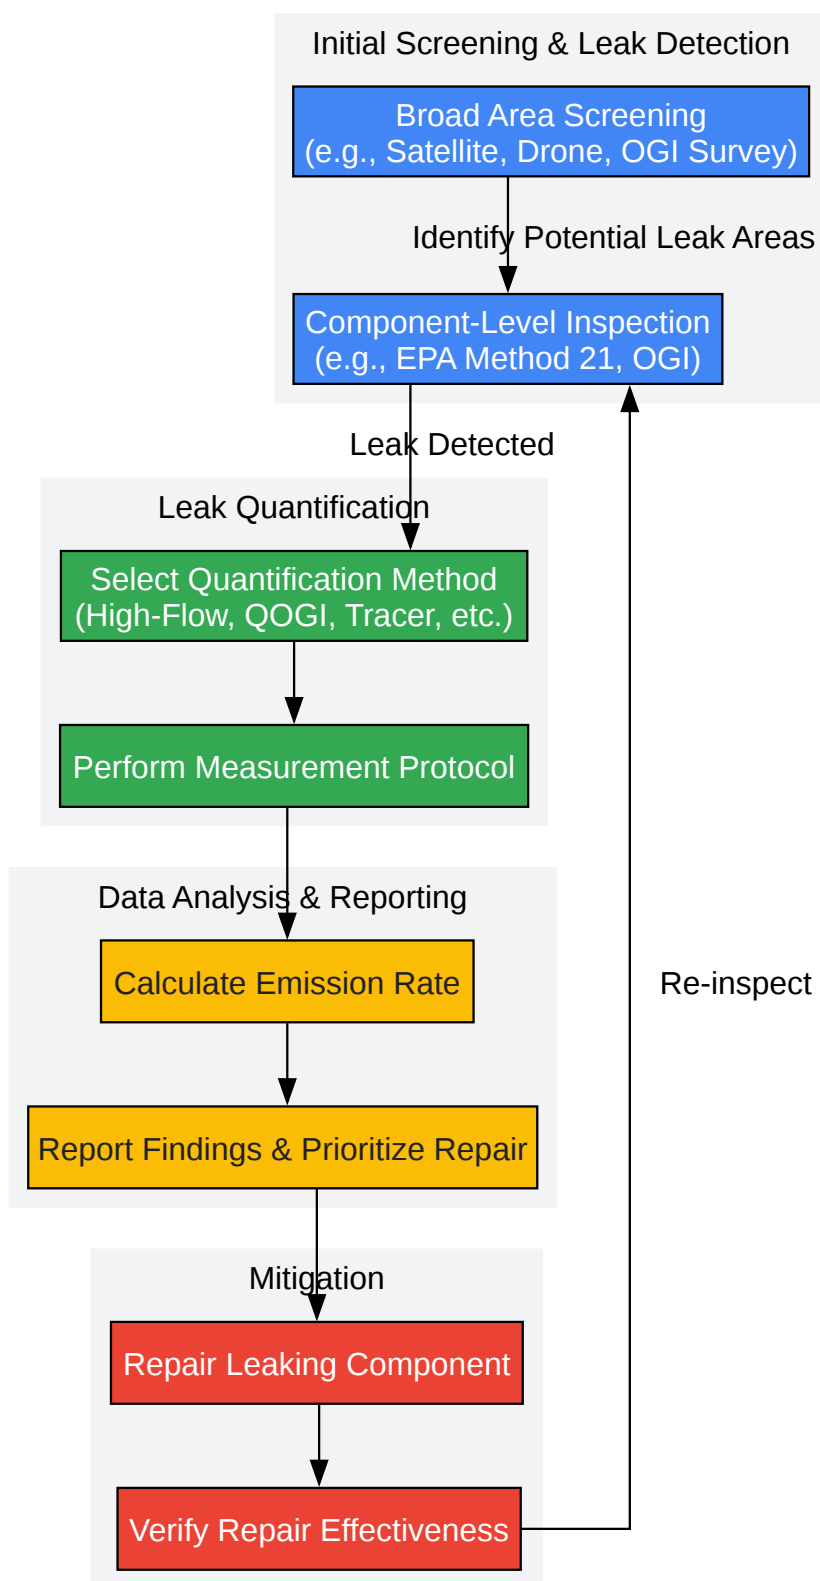 Initial Screening & Leak Detection
Broad Area Screening
(e.g., Satellite, Drone, OGI Survey)
Identify Potential Leak Areas
Component-Level Inspection
(e.g., EPA Method 21, OGI)
Leak Detected
Leak Quantification
Select Quantification Method
(High-Flow, QOGI, Tracer, etc.)
Perform Measurement Protocol
Data Analysis & Reporting
Calculate Emission Rate
Re-inspect
Report Findings & Prioritize Repair
Mitigation
Repair Leaking Component
Verify Repair Effectiveness